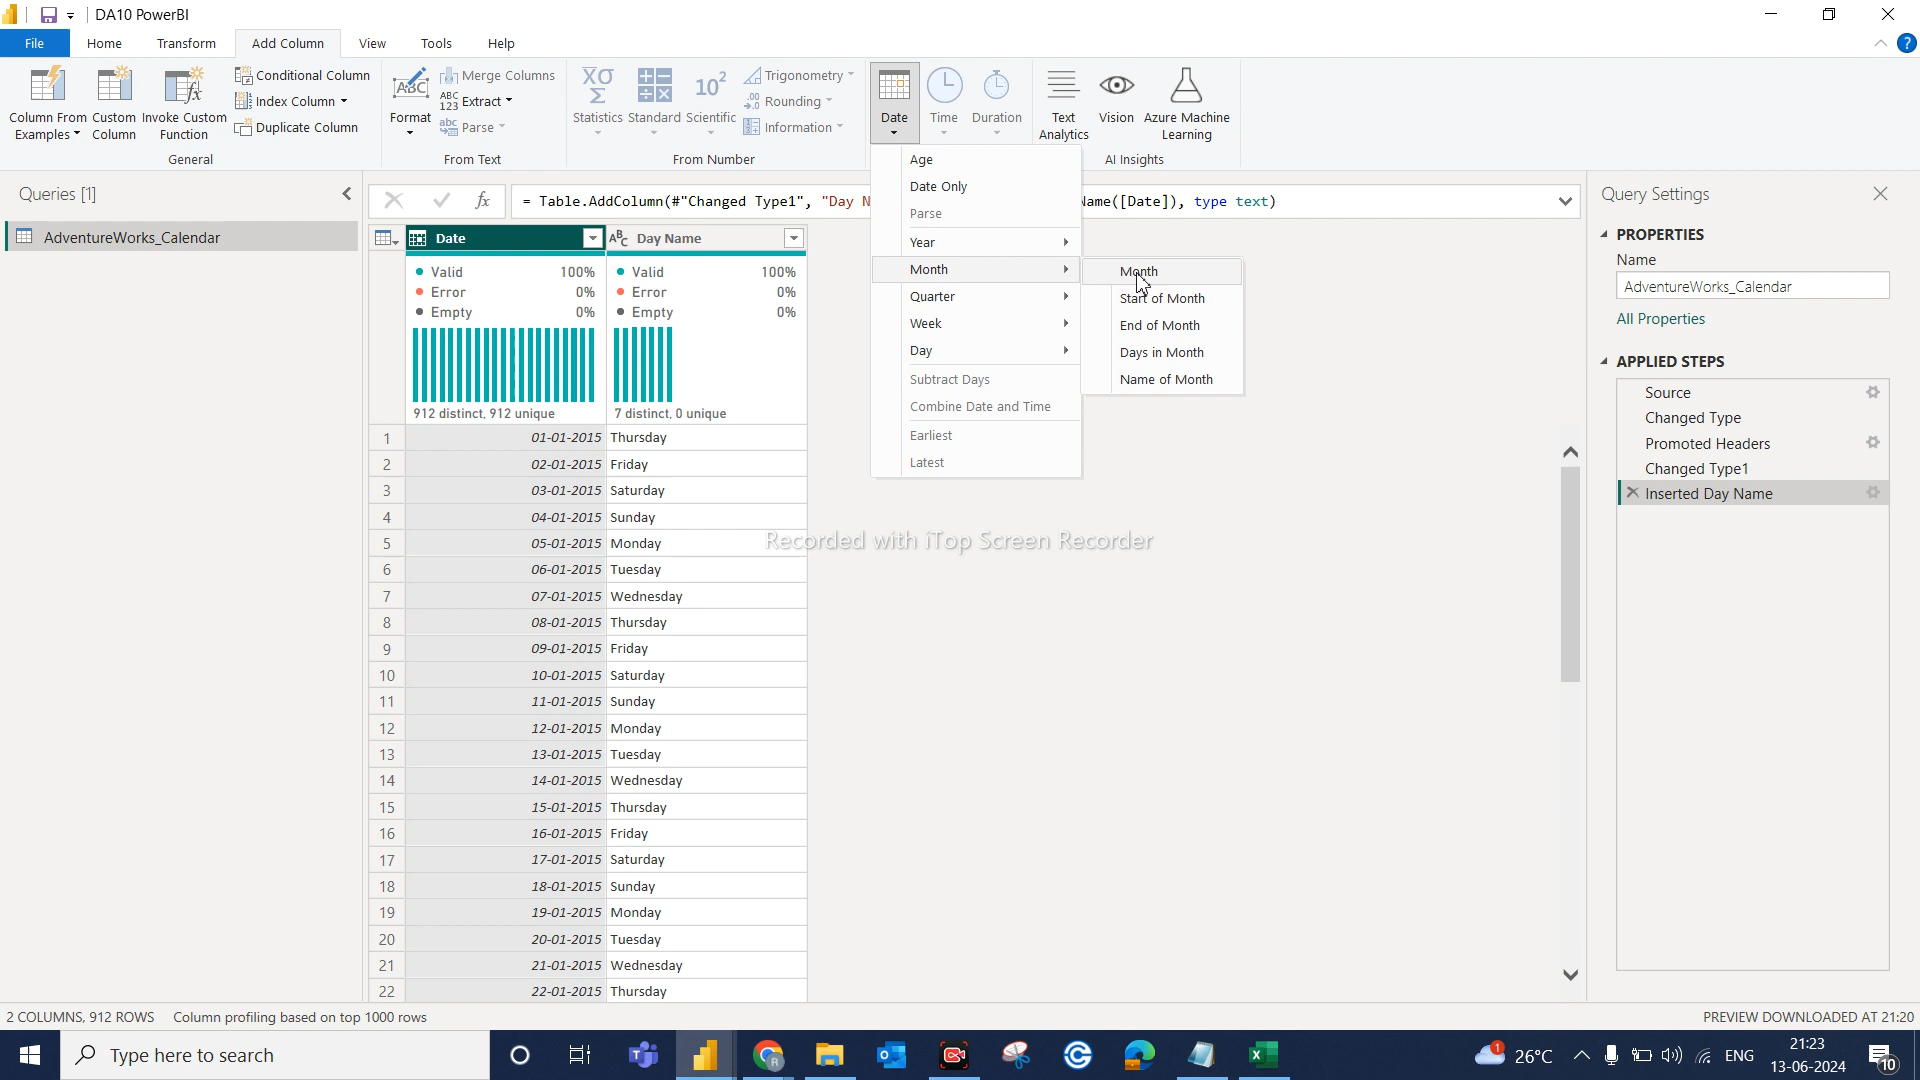 DA10 PowerBI
File Home Transform Add Column View Tools Help
Column From Examples
Custom Column
Invoke Custom Function
Conditional Column
Index Column
Duplicate Column
General
ABC Format
Merge Columns
ABC 123 Extract
abc Parse
From Text
XΣ Statistics
Standard
10² Scientific
Trigonometry
.00 Rounding
Information
From Number
Date
Time
Duration
Text Analytics
Vision
Azure Machine Learning
AI Insights
Age
Date Only
Parse
Year
Month
Quarter
Week
Day
Subtract Days
Combine Date and Time
Earliest
Latest
Month
Start of Month
End of Month
Days in Month
Name of Month
Queries [1]
AdventureWorks_Calendar
fx = Table.AddColumn(#"Changed Type1", "Day N ame([Date]), type text)
Date ABC Day Name
Valid 100% Valid 100%
Error 0% Error 0%
Empty 0% Empty 0%
912 distinct, 912 unique 7 distinct, 0 unique
1 01-01-2015 Thursday
2 02-01-2015 Friday
3 03-01-2015 Saturday
4 04-01-2015 Sunday
5 05-01-2015 Monday
6 06-01-2015 Tuesday
7 07-01-2015 Wednesday
8 08-01-2015 Thursday
9 09-01-2015 Friday
10 10-01-2015 Saturday
11 11-01-2015 Sunday
12 12-01-2015 Monday
13 13-01-2015 Tuesday
14 14-01-2015 Wednesday
15 15-01-2015 Thursday
16 16-01-2015 Friday
17 17-01-2015 Saturday
18 18-01-2015 Sunday
19 19-01-2015 Monday
20 20-01-2015 Tuesday
21 21-01-2015 Wednesday
22 22-01-2015 Thursday
Recorded with iTop Screen Recorder
Query Settings
PROPERTIES
Name
AdventureWorks_Calendar
All Properties
APPLIED STEPS
Source
Changed Type
Promoted Headers
Changed Type1
Inserted Day Name
2 COLUMNS, 912 ROWS Column profiling based on top 1000 rows
PREVIEW DOWNLOADED AT 21:20
Type here to search
1 26°C ENG
21:23
13-06-2024
10